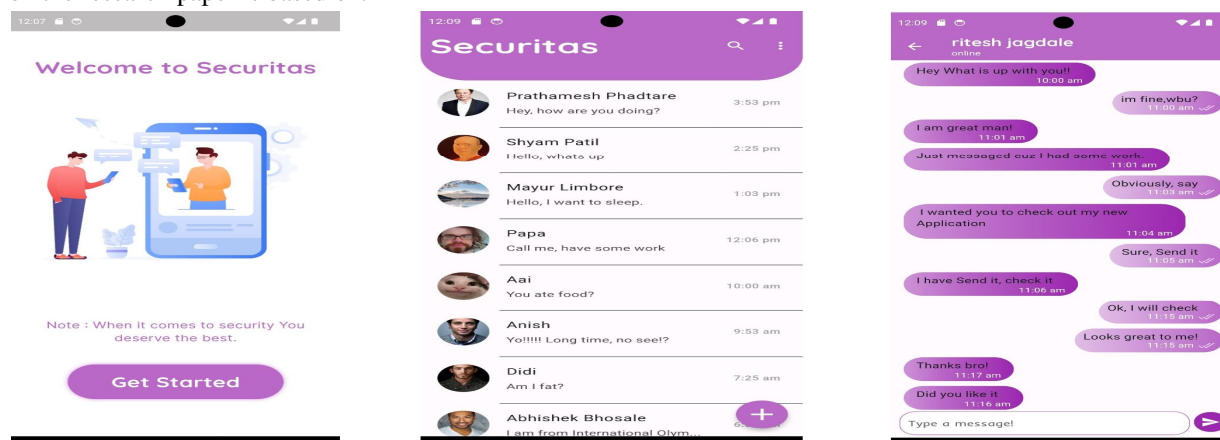 12:07
Welcome to Securitas
Note : When it comes to security You
deserve the best.
Get Started
12:09
Securitas
Prathamesh Phadtare
3:53 pm
Hey, how are you doing?
Shyam Patil
2:25 pm
Hello, whats up
Mayur Limbore
1:03 pm
Hello, I want to sleep.
Papa
12:06 pm
Call me, have some work
Aai
10:00 am
You ate food?
Anish
9:53 am
Yo!!!!! Long time, no see!?
Didi
7:25 am
Am I fat?
Abhishek Bhosale
I am from International Olym...
12:09
ritesh jagdale
online
Hey What is up with you!!
10:00 am
im fine,wbu?
11:00 am
I am great man!
11:01 am
Just messaged cuz I had some work.
11:01 am
Obviously, say
11:03 am
I wanted you to check out my new
Application
11:04 am
Sure, Send it
11:05 am
I have Send it, check it
11:06 am
Ok, I will check
11:15 am
Looks great to me!
11:15 am
Thanks bro!
11:17 am
Did you like it
11:16 am
Type a message!